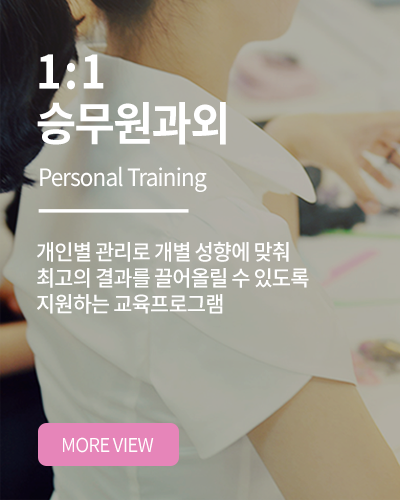 1:1
승무원과외
Personal Training
개인별 관리로 개별 성향에 맞춰
최고의 결과를 끌어올릴 수 있도록
지원하는 교육프로그램
MORE VIEW